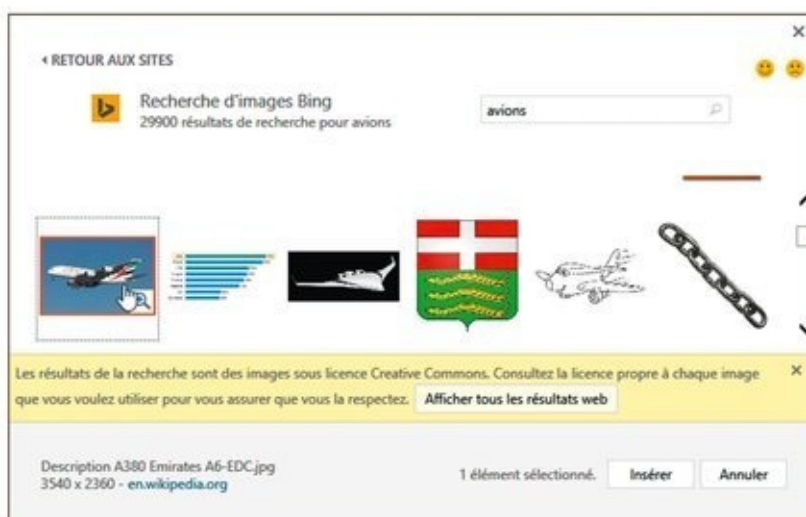 RETOUR AUX SITES
Recherche d'images Bing
29900 résultats de recherche pour avions
avions
Les résultats de la recherche sont des images sous licence Creative Commons. Consultez la licence propre à chaque image
que vous voulez utiliser pour vous assurer que vous la respectez. Afficher tous les résultats web
Description A380 Emirates A6-EDC.jpg
3540 x 2360 - en.wikipedia.org
1 élément sélectionné. Insérer Annuler